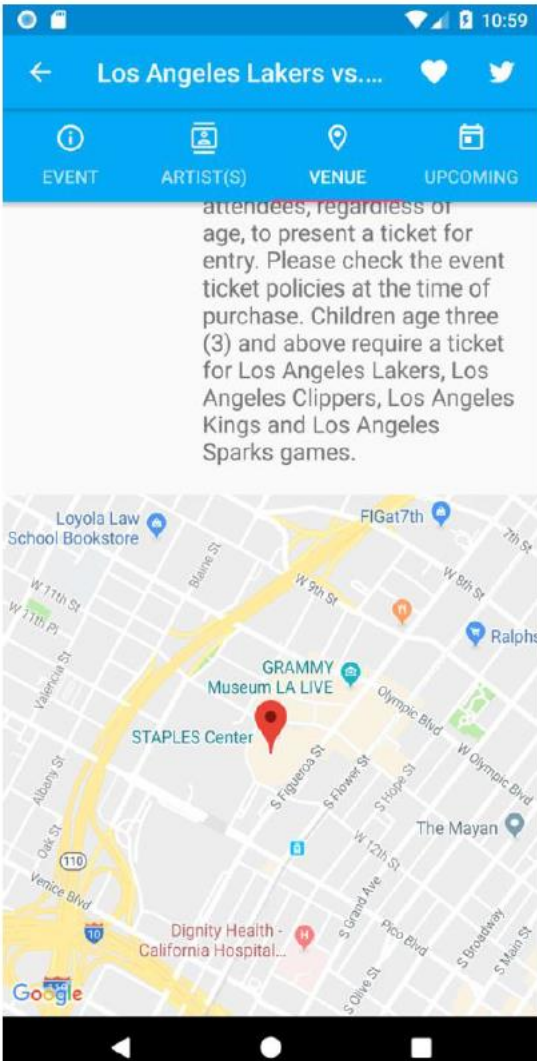 10:59
Los Angeles Lakers vs....
EVENT
ARTIST(S)
VENUE
UPCOMING
attendees, regardless of
age, to present a ticket for
entry. Please check the event
ticket policies at the time of
purchase. Children age three
(3) and above require a ticket
for Los Angeles Lakers, Los
Angeles Clippers, Los Angeles
Kings and Los Angeles
Sparks games.
Loyola Law
School Bookstore
FIGat7th
7th St
Blaine St
W 9th St
W 8th St
W 11th St
W 11th Pl
Ralphs
Valencia St
GRAMMY
Museum LA LIVE
Olympic Blvd
STAPLES Center
W Olympic Blvd
S Figueroa St
S Flower St
S Hope St
Albany St
The Mayan
Oak St
W 12th St
110
Venice Blvd
S Grand Ave
10
Dignity Health -
California Hospital...
H
Pico Blvd
S Broadway
S Main St
S Olive St
Google